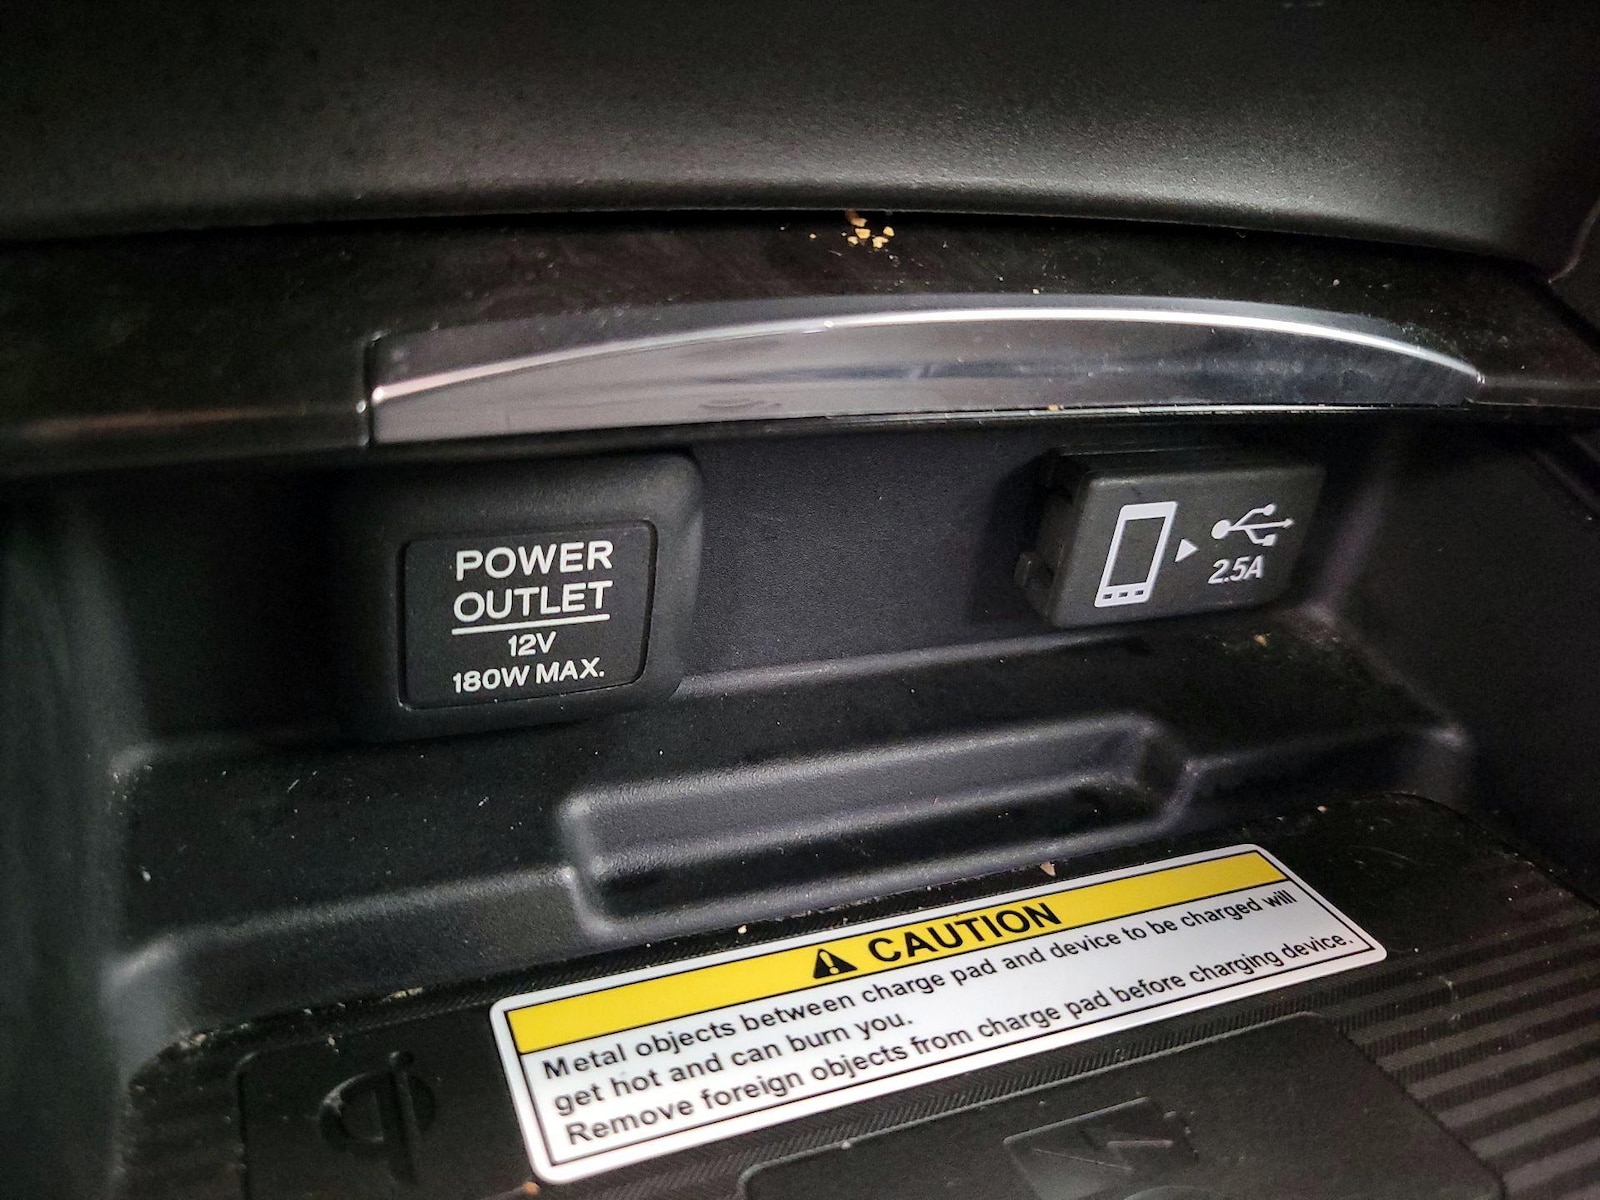 POWER
OUTLET
12V
180W MAX.
2.5A
CAUTION
Metal objects between charge pad and device to be charged will
get hot and can burn you.
Remove foreign objects from charge pad before charging device.